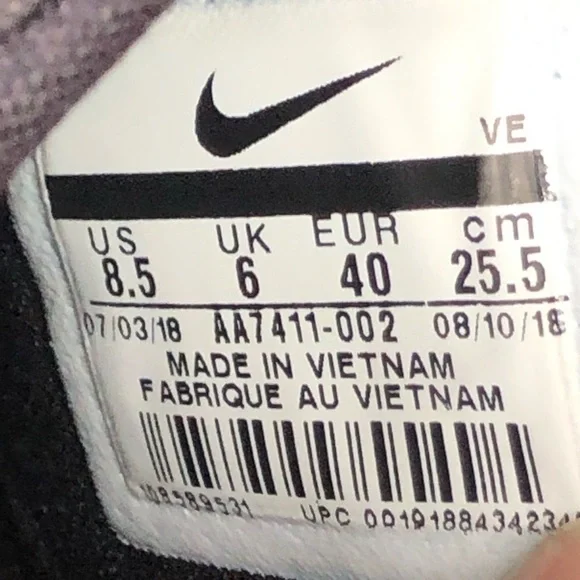 VE
US UK EUR cm
8.5 6 40 25.5
07/03/18 AA7411-002 08/10/18
MADE IN VIETNAM
FABRIQUE AU VIETNAM
UPC